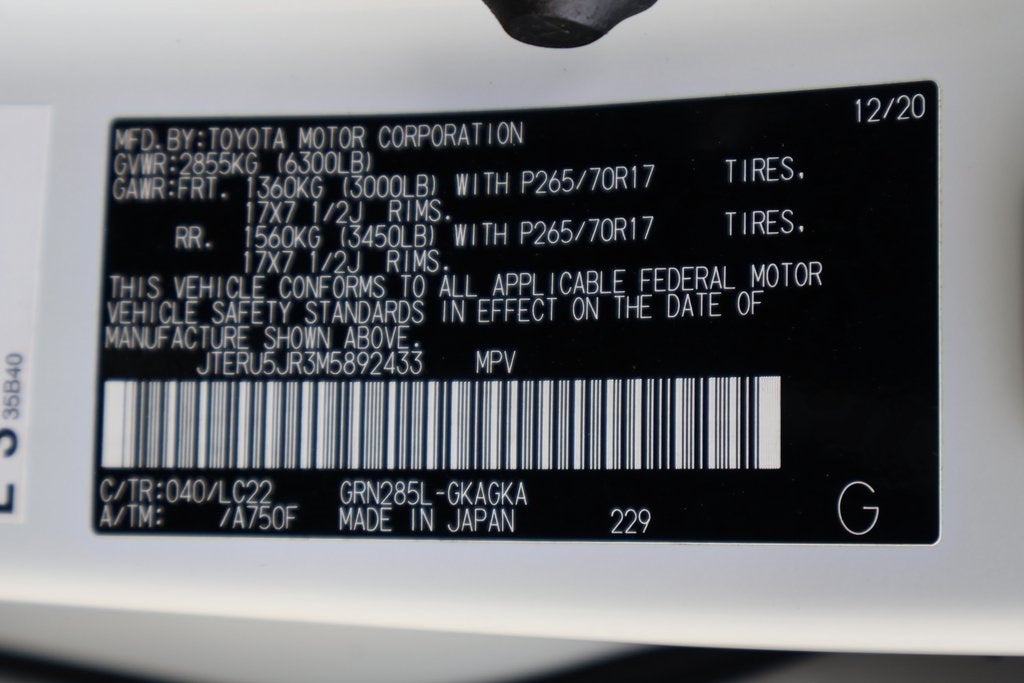 12/20
MFD.BY:TOYOTA MOTOR CORPORATION
GVWR:2855KG (6300LB)
GAWR:FRT. 1360KG (3000LB) WITH P265/70R17 TIRES,
17X7 1/2J RIMS.
RR. 1560KG (3450LB) WITH P265/70R17 TIRES,
17X7 1/2J RIMS.
THIS VEHICLE CONFORMS TO ALL APPLICABLE FEDERAL MOTOR
VEHICLE SAFETY STANDARDS IN EFFECT ON THE DATE OF
MANUFACTURE SHOWN ABOVE.
JTERU5JR3M5892433 MPV
C/TR:040/LC22 GRN285L-GKAGKA
A/TM: /A750F MADE IN JAPAN 229
G
35B40